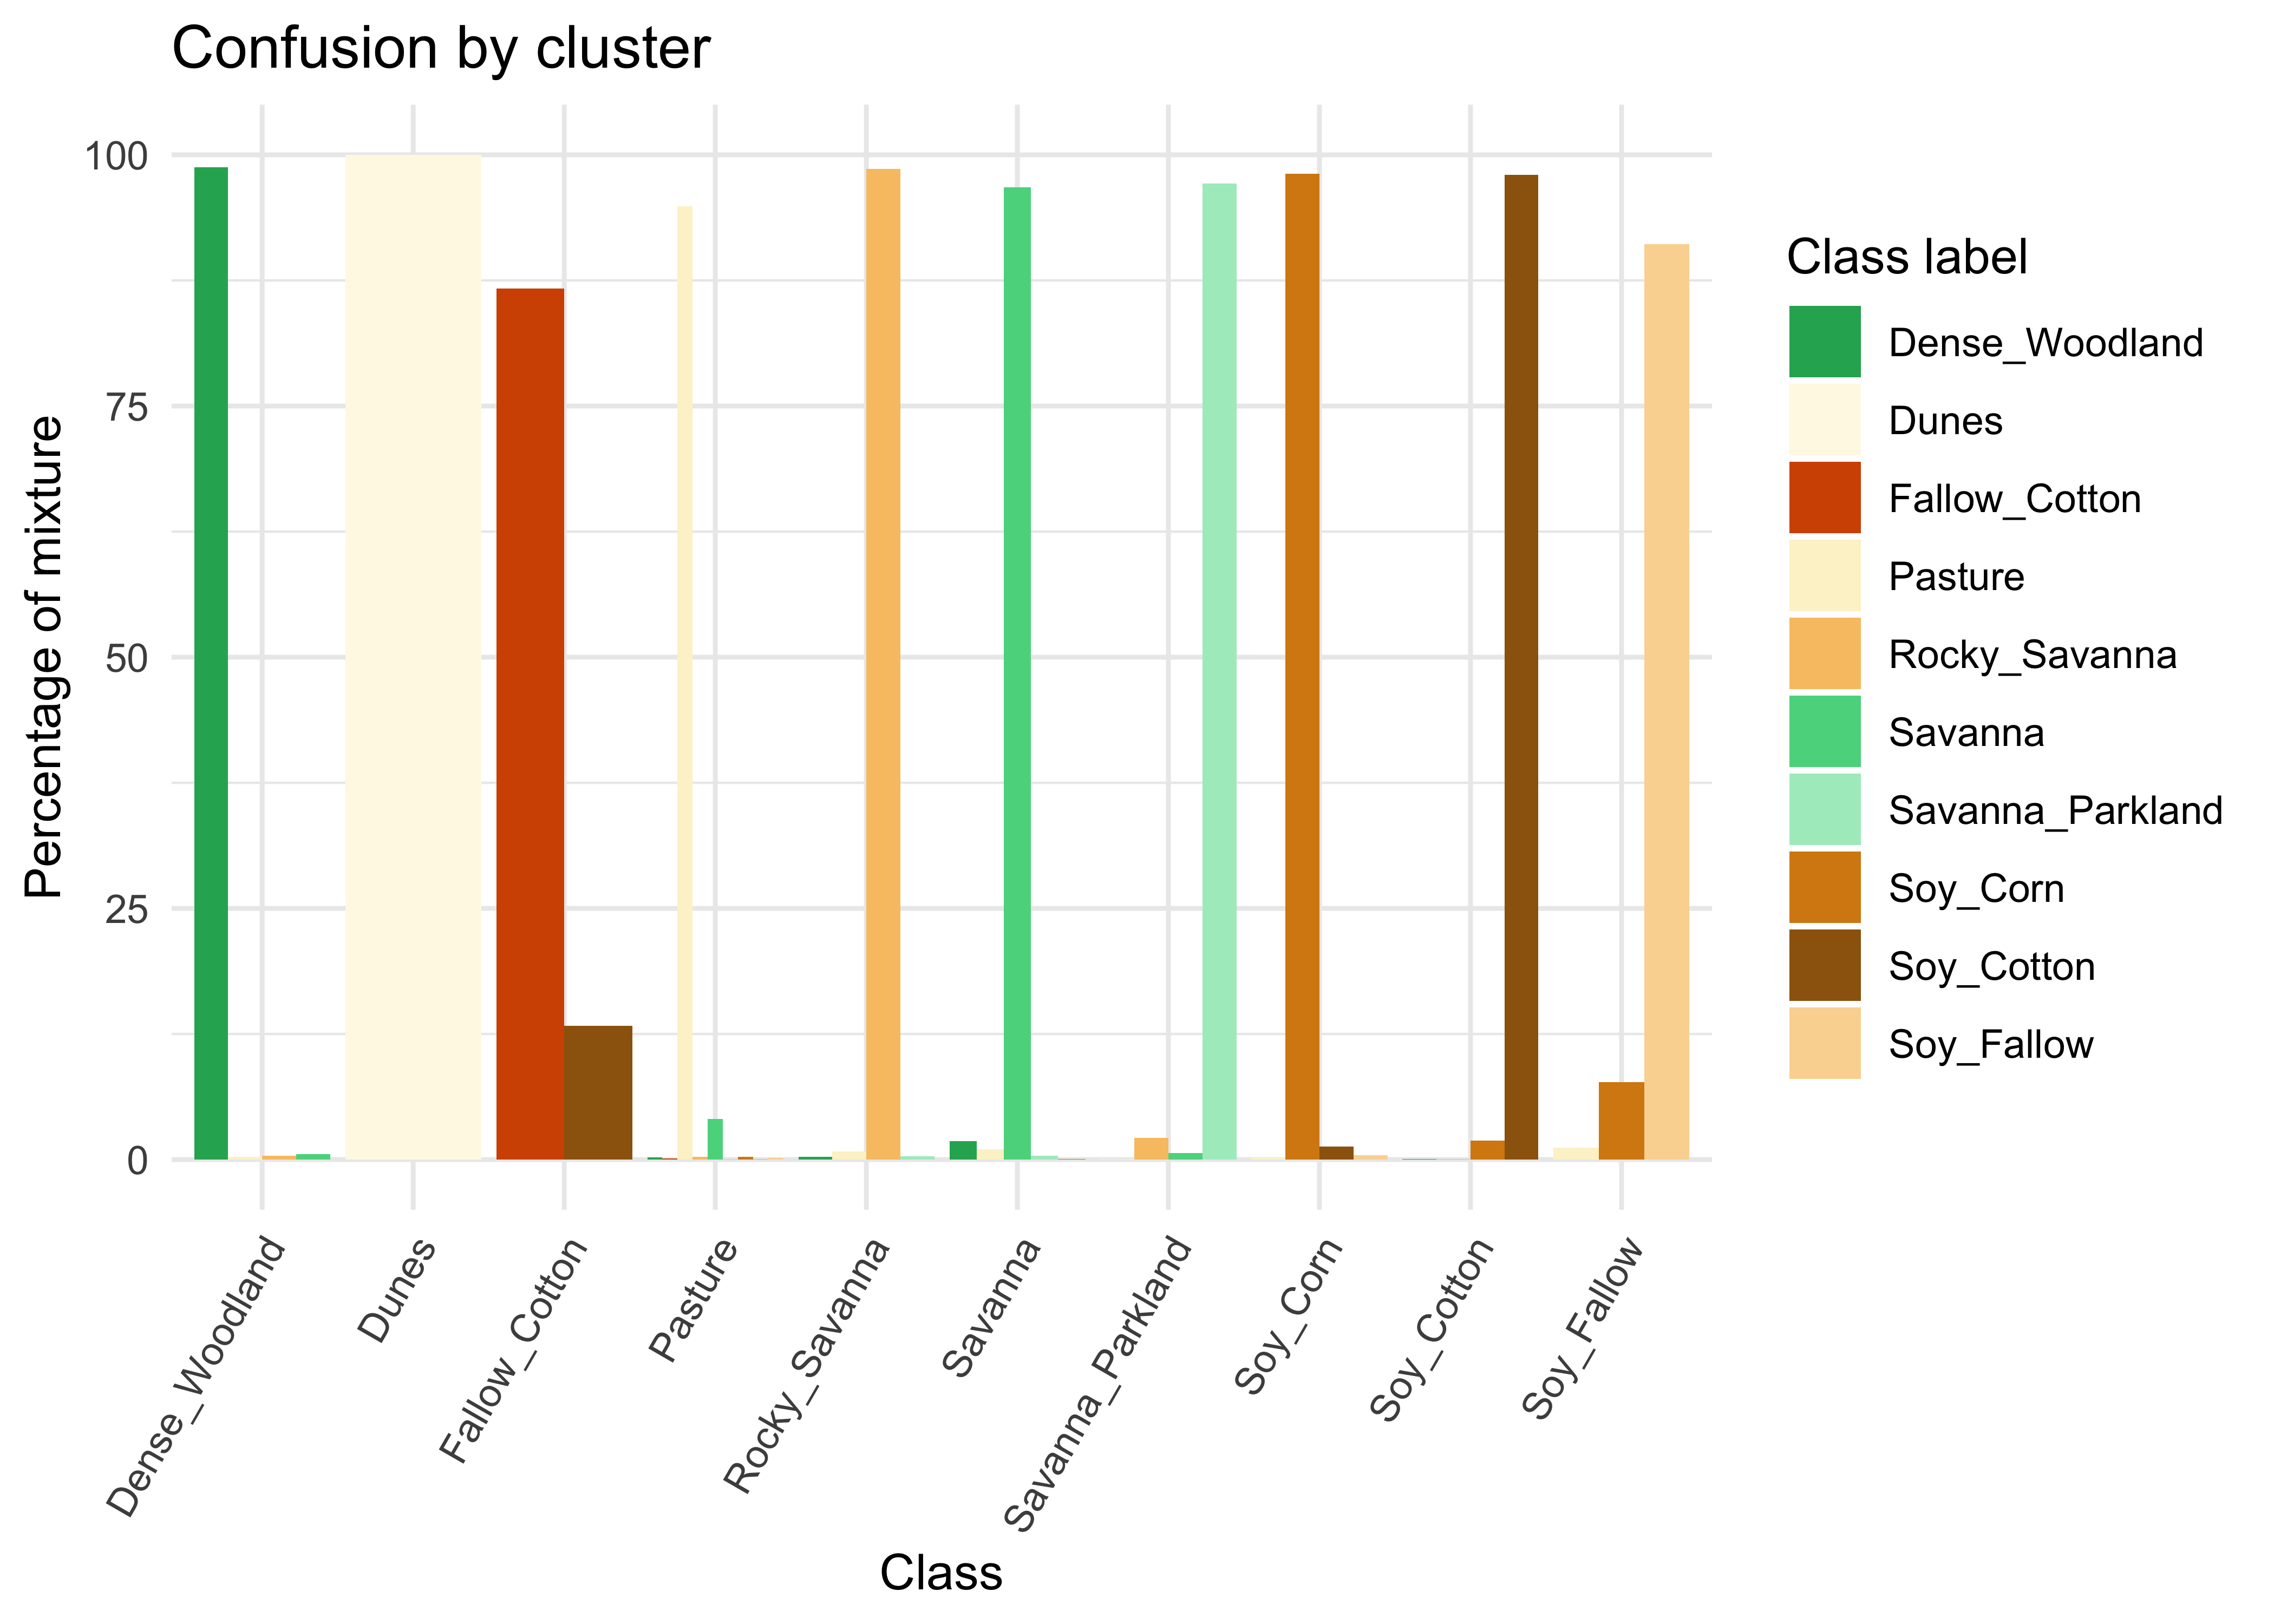 Confusion by cluster
Percentage of mixture
100
75
50
25
0
Dense_Woodland
Dunes
Fallow_Cotton
Pasture
Rocky_Savanna
Savanna
Savanna_Parkland
Soy_Corn
Soy_Cotton
Soy_Fallow
Class
Class label
Dense_Woodland
Dunes
Fallow_Cotton
Pasture
Rocky_Savanna
Savanna
Savanna_Parkland
Soy_Corn
Soy_Cotton
Soy_Fallow